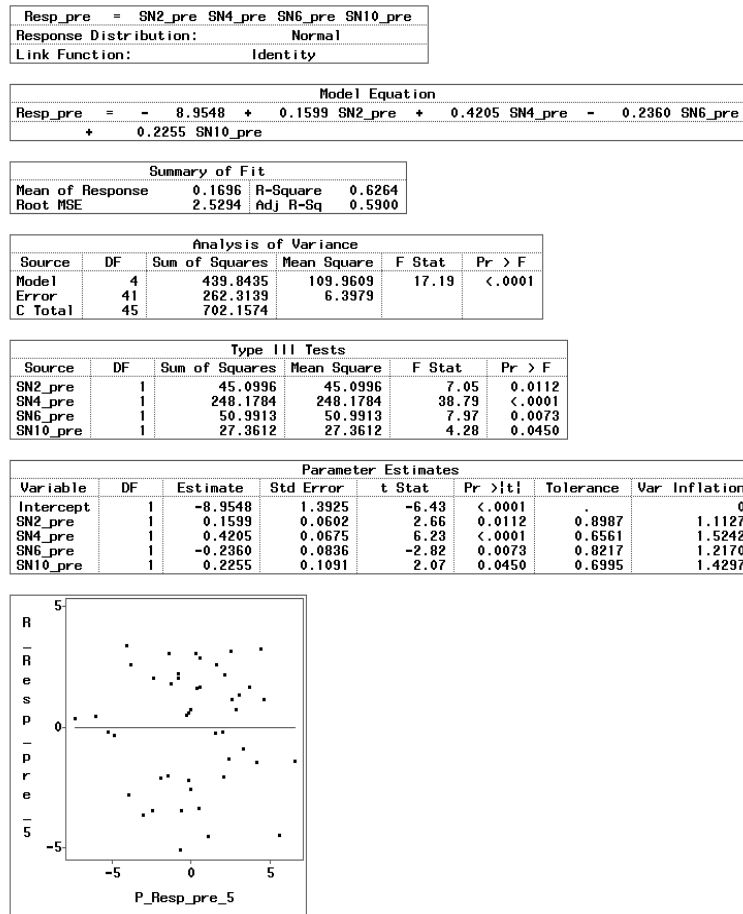 Resp_pre = SN2_pre SN4_pre SN6_pre SN10_pre
Response Distribution: Normal
Link Function: Identity
Model Equation
Resp_pre = - 8.9548 + 0.1599 SN2_pre + 0.4205 SN4_pre - 0.2360 SN6_pre
+ 0.2255 SN10_pre
Summary of Fit
Mean of Response 0.1696 R-Square 0.6264
Root MSE 2.5294 Adj R-Sq 0.5900
Analysis of Variance
Source DF Sum of Squares Mean Square F Stat Pr > F
Model 4 439.8435 109.9609 17.19 <.0001
Error 41 262.3139 6.3979
C Total 45 702.1574
Type III Tests
Source DF Sum of Squares Mean Square F Stat Pr > F
SN2_pre 1 45.0996 45.0996 7.05 0.0112
SN4_pre 1 248.1784 248.1784 38.79 <.0001
SN6_pre 1 50.9913 50.9913 7.97 0.0073
SN10_pre 1 27.3612 27.3612 4.28 0.0450
Parameter Estimates
Variable DF Estimate Std Error t Stat Pr >|t| Tolerance Var Inflation
Intercept 1 -8.9548 1.3925 -6.43 <.0001 . 0
SN2_pre 1 0.1599 0.0602 2.66 0.0112 0.8987 1.1127
SN4_pre 1 0.4205 0.0675 6.23 <.0001 0.6561 1.5242
SN6_pre 1 -0.2360 0.0836 -2.82 0.0073 0.8217 1.2170
SN10_pre 1 0.2255 0.1091 2.07 0.0450 0.6995 1.4297
R_Resp_pre_5
5
0
-5
-5 0 5
P_Resp_pre_5